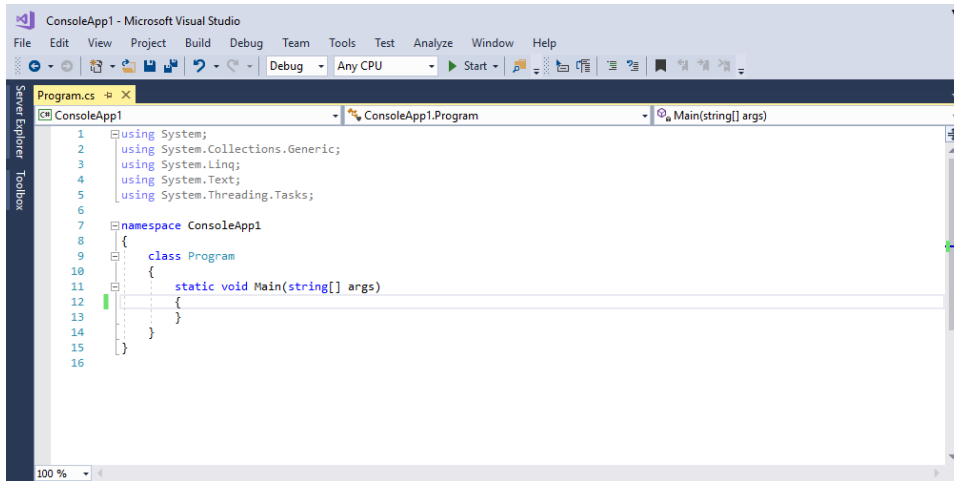 ConsoleApp1 - Microsoft Visual Studio
File Edit View Project Build Debug Team Tools Test Analyze Window Help
Debug Any CPU Start
Server Explorer
Toolbox
Program.cs
C# ConsoleApp1 ConsoleApp1.Program Main(string[] args)
1 using System;
2 using System.Collections.Generic;
3 using System.Linq;
4 using System.Text;
5 using System.Threading.Tasks;
6
7 namespace ConsoleApp1
8 {
9 class Program
10 {
11 static void Main(string[] args)
12 {
13 }
14 }
15 }
16
100 %